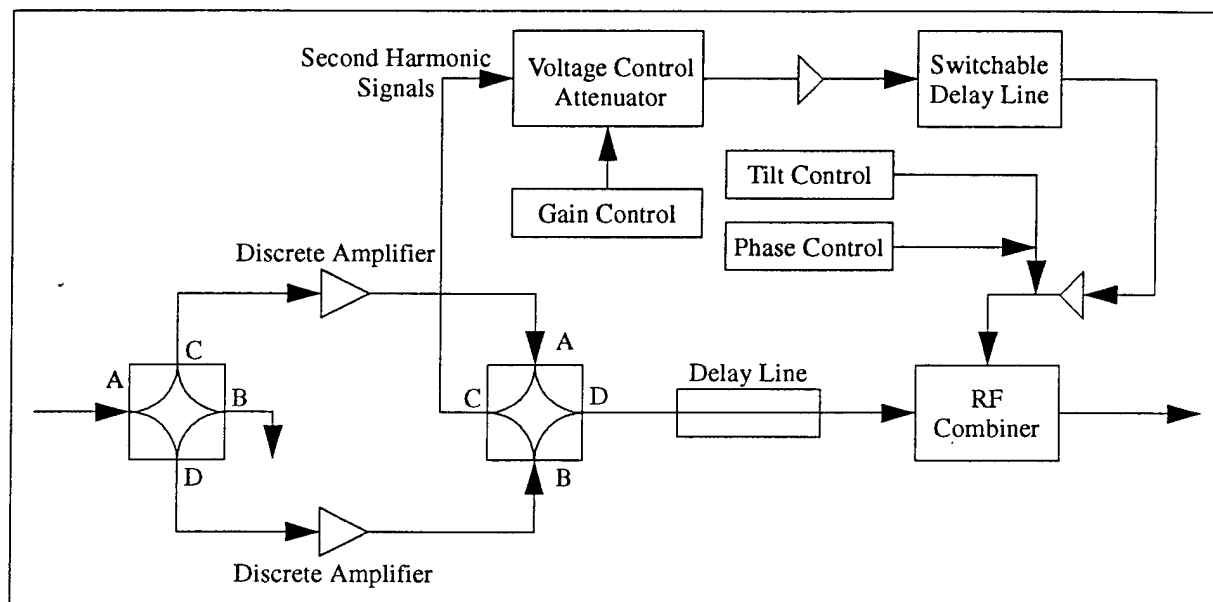 Second Harmonic
Signals
Voltage Control
Attenuator
Switchable
Delay Line
Tilt Control
Gain Control
Phase Control
Discrete Amplifier
C
A
B
D
A
C
D
B
Delay Line
RF
Combiner
Discrete Amplifier